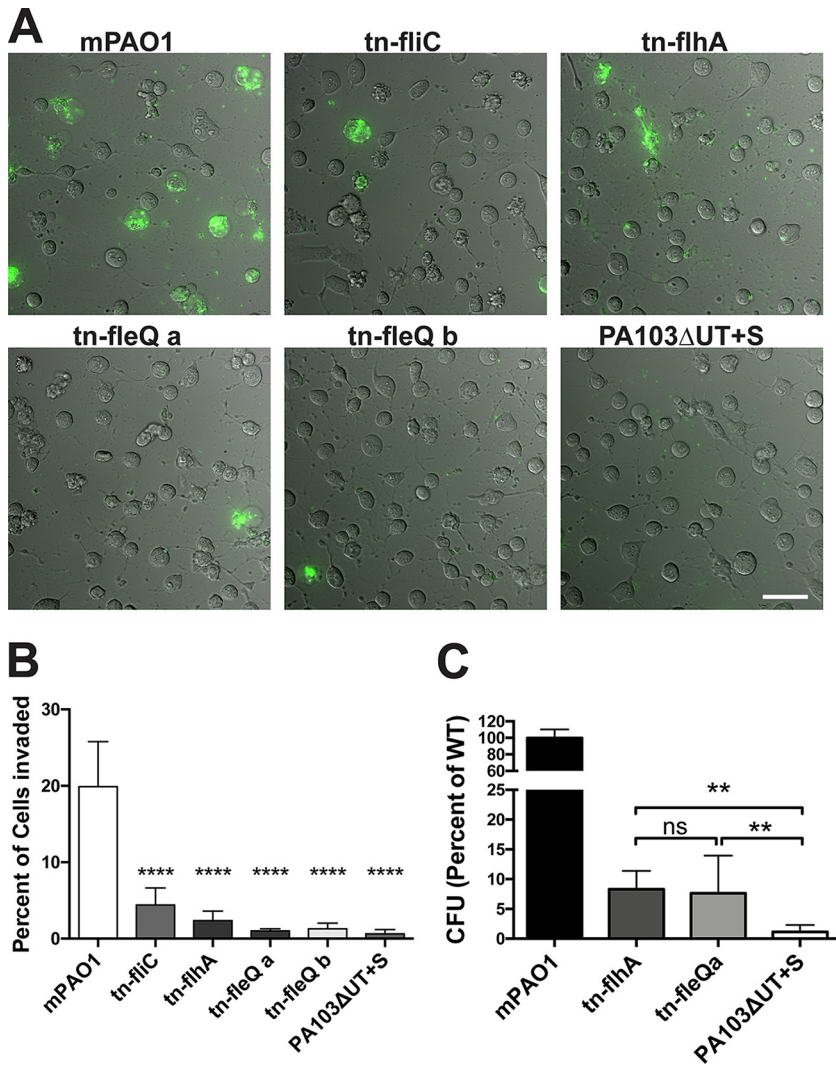 A
mPAO1
tn-fliC
tn-flhA
tn-fleQ a
tn-fleQ b
PA103ΔUT+S
B
Percent of Cells invaded
30
20
10
0
****
****
****
****
****
mPAO1
tn-fliC
tn-flhA
tn-fleQ a
tn-fleQ b
PA103ΔUT+S
C
CFU (Percent of WT)
120
100
80
60
25
20
15
10
5
0
**
ns
**
mPAO1
tn-flhA
tn-fleQa
PA103ΔUT+S